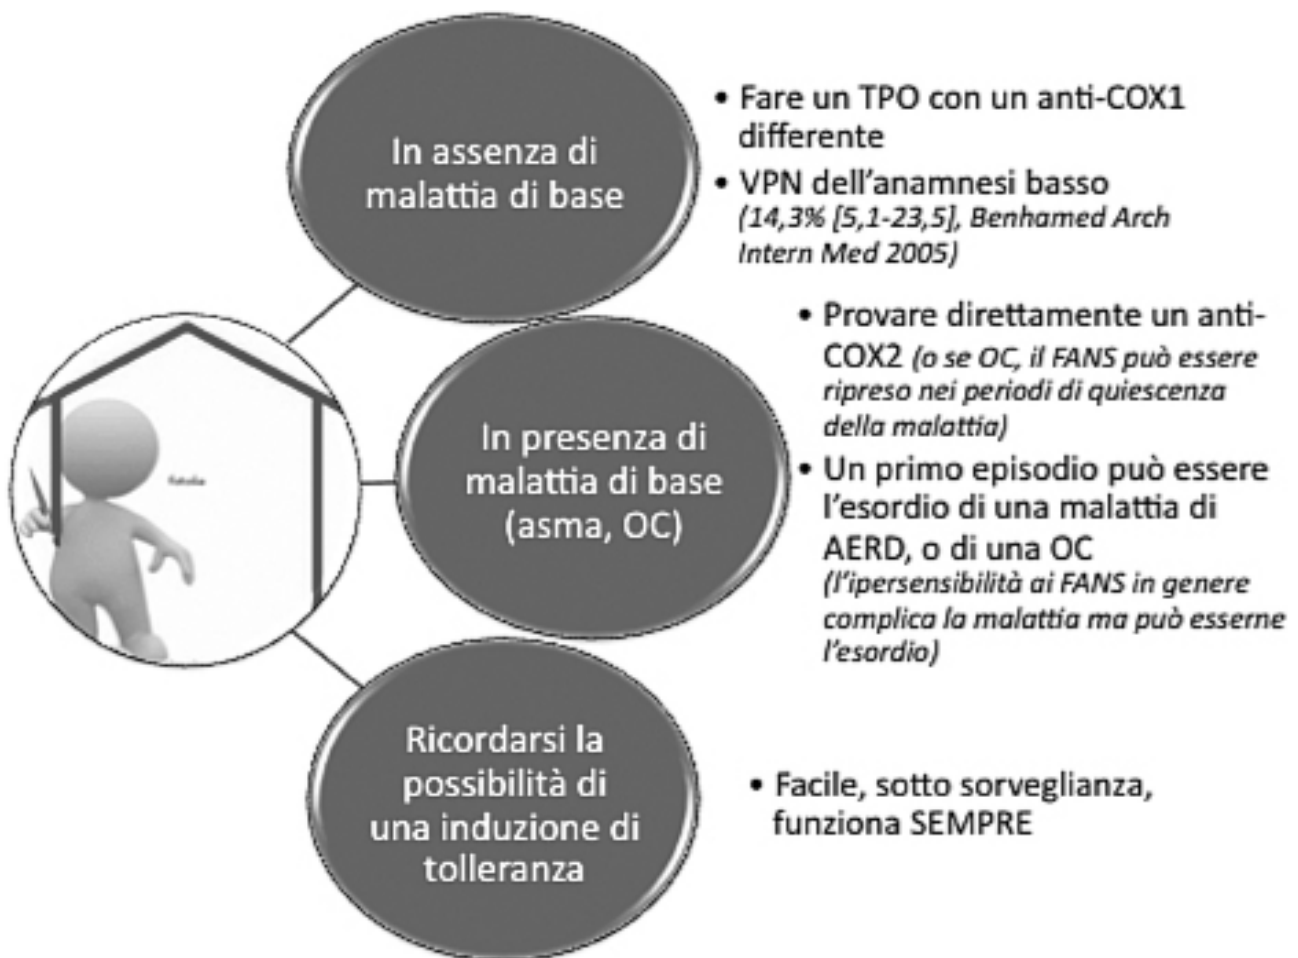 In assenza di
malattia di base
• Fare un TPO con un anti-COX1
differente
• VPN dell'anamnesi basso
(14,3% [5,1-23,5], Benhamed Arch
Intern Med 2005)
In presenza di
malattia di base
(asma, OC)
• Provare direttamente un anti-
COX2 (o se OC, il FANS può essere
ripreso nei periodi di quiescenza
della malattia)
• Un primo episodio può essere
l'esordio di una malattia di
AERD, o di una OC
(l'ipersensibilità ai FANS in genere
complica la malattia ma può esserne
l'esordio)
Ricordarsi la
possibilità di
una induzione di
tolleranza
• Facile, sotto sorveglianza,
funziona SEMPRE